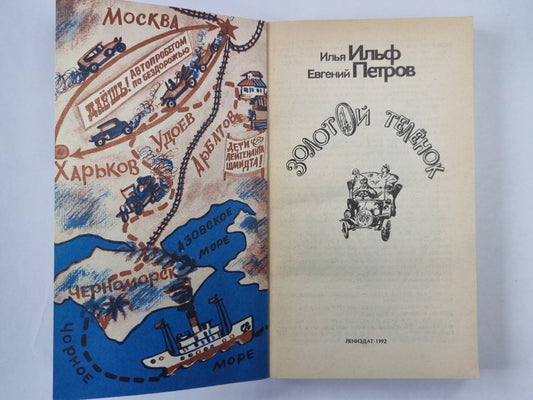 МОСКВА
ДАЁШЬ! АВТОПРОБЕГОМ
ПО БЕЗДОРОЖЬЮ
УДОЕВ
АРБАТОВ
ХАРЬКОВ
ДЕТИ
ЛЕЙТЕНАНТА
ШМИДТА!
АЗОВСКОЕ
МОРЕ
ЧЕРНОМОРСК
ЧОРНОЕ
МОРЕ
Илья Ильф
Евгений Петров
ЗОЛОТОЙ ТЕЛЁНОК
ЛЕНИЗДАТ·1992